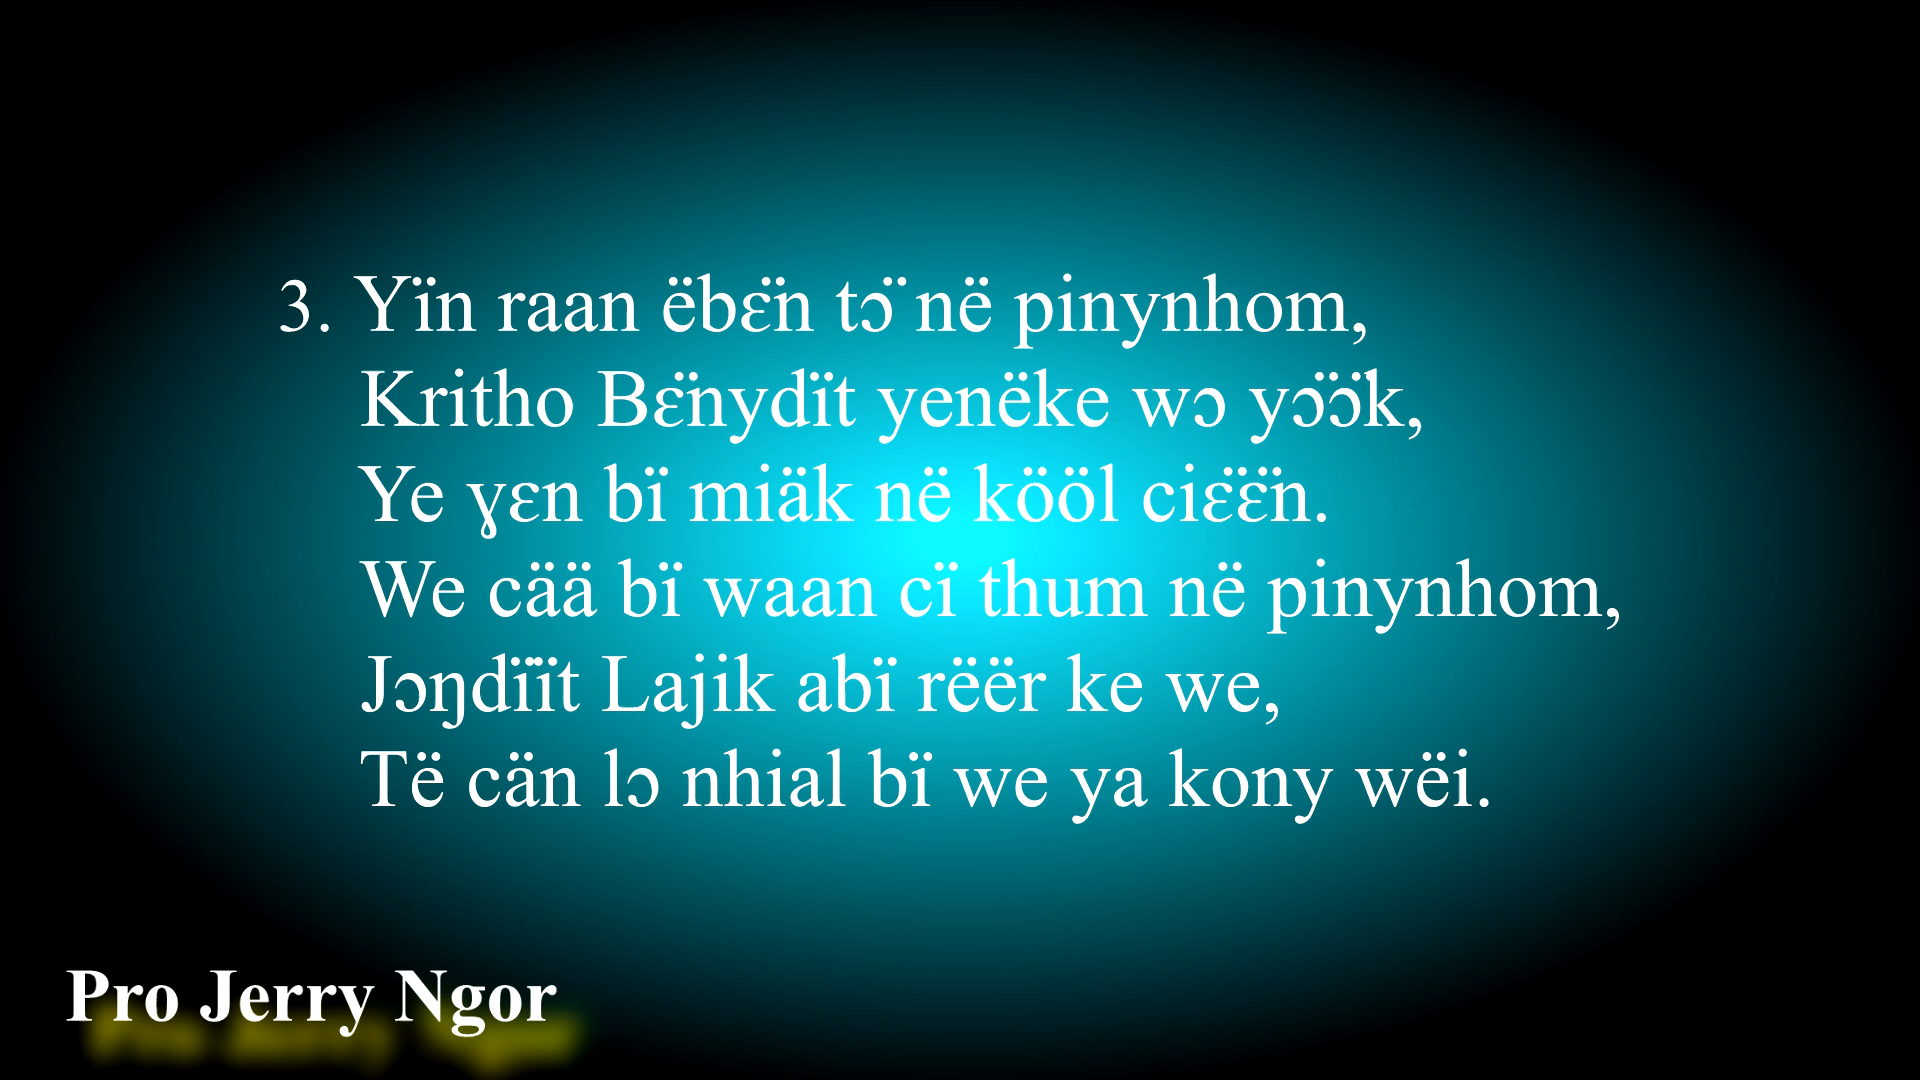 3. Yïn raan ëbɛ̈n tɔ̈ në pinynhom,
Kritho Bɛ̈nydït yenëke wɔ yɔ̈ɔ̈k,
Ye ɣɛn bï miäk në kööl ciɛ̈ɛ̈n.
We cää bï waan cï thum në pinynhom,
Jɔŋdïït Lajik abï rëër ke we,
Të cän lɔ nhial bï we ya kony wëi.
Pro Jerry Ngor